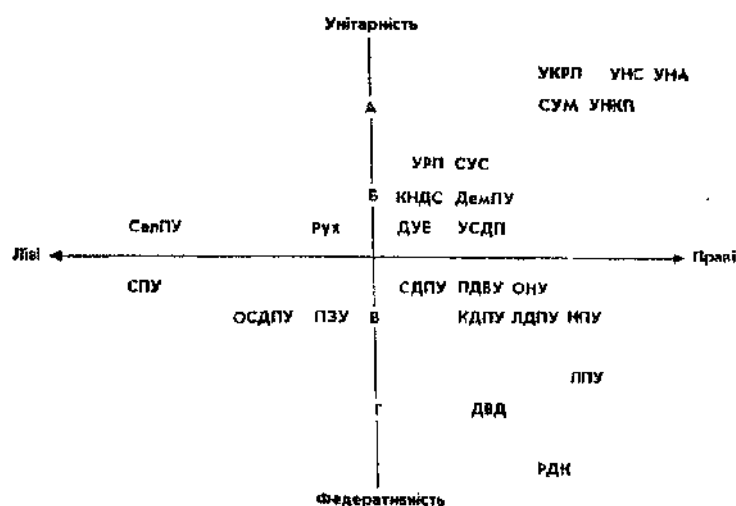 Унітарність
УКРП УНС УНА
А СУМ УНКП
УРП СУС
Б КНДС ДемПУ
СелПУ Рух ДУЕ УСДП
Ліві Праві
СПУ СДПУ ПДВУ ОНУ
ОСДПУ ПЗУ В КДПУ ЛДПУ НПУ
ЛПУ
Г ДВД
РДК
Федеративність